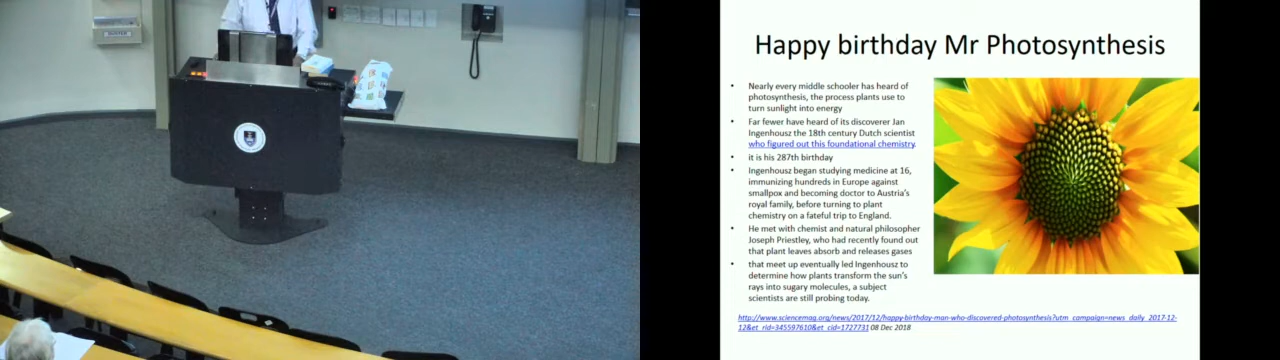 Happy birthday Mr Photosynthesis
• Nearly every middle schooler has heard of
photosynthesis, the process plants use to
turn sunlight into energy
• Far fewer have heard of its discoverer Jan
Ingenhousz the 18th century Dutch scientist
who figured out this foundational chemistry.
• it is his 287th birthday
• Ingenhousz began studying medicine at 16,
immunizing hundreds in Europe against
smallpox and becoming doctor to Austria's
royal family, before turning to plant
chemistry on a fateful trip to England.
• He met with chemist and natural philosopher
Joseph Priestley, who had recently found out
that plant leaves absorb and releases gases
• that meet up eventually led Ingenhousz to
determine how plants transform the sun's
rays into sugary molecules, a subject
scientists are still probing today.
http://www.sciencemag.org/news/2017/12/happy-birthday-man-who-discovered-photosynthesis?utm_campaign=news_daily_2017-12-
12&et_rid=345597610&et_cid=1727731 08 Dec 2018